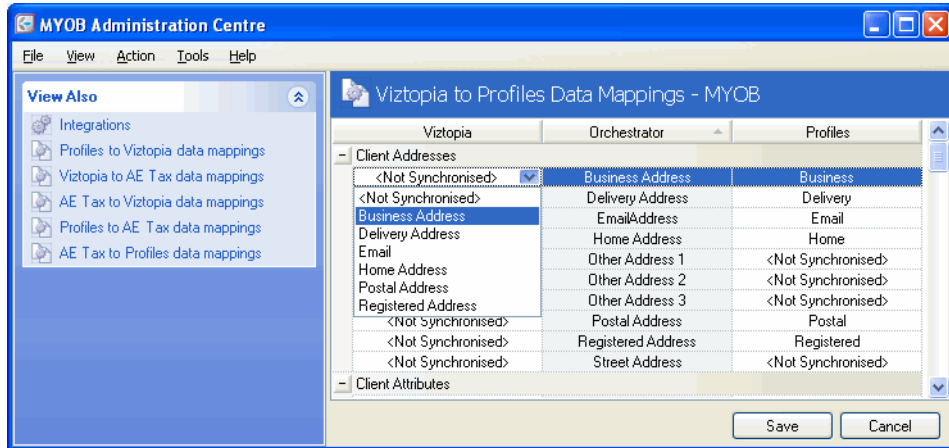 MYOB Administration Centre
File View Action Tools Help
View Also
Integrations
Profiles to Viztopia data mappings
Viztopia to AE Tax data mappings
AE Tax to Viztopia data mappings
Profiles to AE Tax data mappings
AE Tax to Profiles data mappings
Viztopia to Profiles Data Mappings - MYOB
Viztopia Orchestrator Profiles
Client Addresses
<Not Synchronised> Business Address Business
<Not Synchronised> Delivery Address Delivery
Business Address EmailAddress Email
Delivery Address Home Address Home
Email Other Address 1 <Not Synchronised>
Home Address Other Address 2 <Not Synchronised>
Postal Address Other Address 3 <Not Synchronised>
Registered Address
<Not Synchronised> Postal Address Postal
<Not Synchronised> Registered Address Registered
<Not Synchronised> Street Address <Not Synchronised>
Client Attributes
Save Cancel